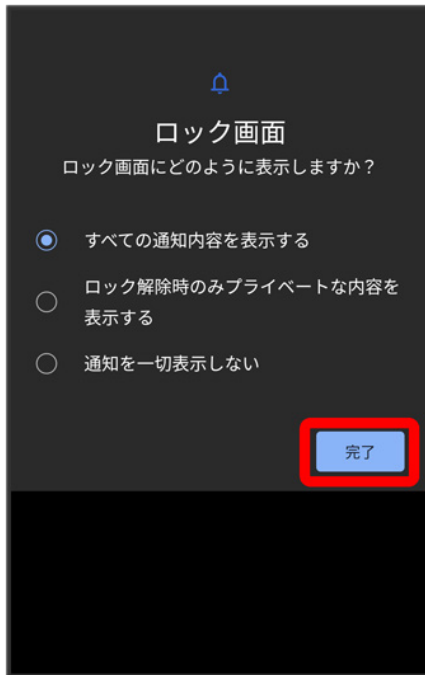 ロック画面
ロック画面にどのように表示しますか？
すべての通知内容を表示する
ロック解除時のみプライベートな内容を
表示する
通知を一切表示しない
完了